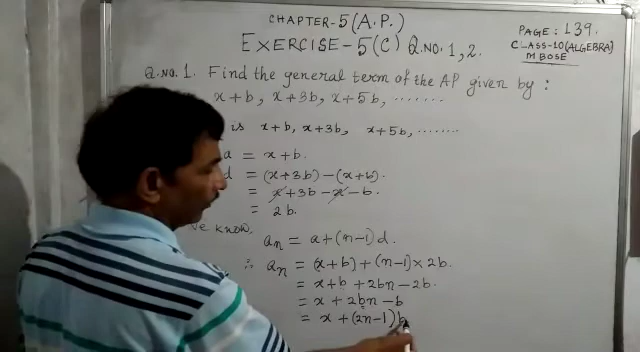 CHAPTER-5(A.P.)
EXERCISE-5(C) Q.NO. 1, 2.
PAGE: 139.
CLASS-10(ALGEBRA)
MBOSE
Q.NO. 1. Find the general term of the AP given by :
x+b, x+3b, x+5b, .......
is x+b, x+3b, x+5b, .......
a = x+b.
d = (x+3b)-(x+b).
= x+3b-x-b.
= 2b.
we know,
an = a+(n-1)d.
∴ an = (x+b)+(n-1)×2b.
= x+b+2bn-2b.
= x+2bn-b
= x+(2n-1)b